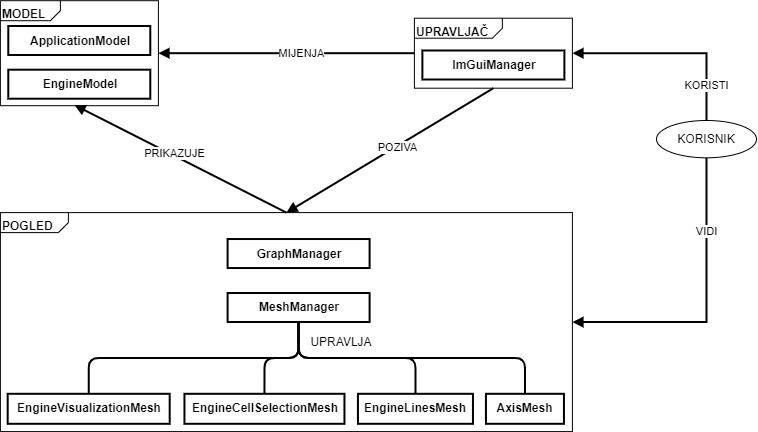 MODEL
ApplicationModel
EngineModel
UPRAVLJAČ
ImGuiManager
MIJENJA
KORISTI
KORISNIK
PRIKAZUJE
POZIVA
VIDI
POGLED
GraphManager
MeshManager
UPRAVLJA
EngineVisualizationMesh
EngineCellSelectionMesh
EngineLinesMesh
AxisMesh